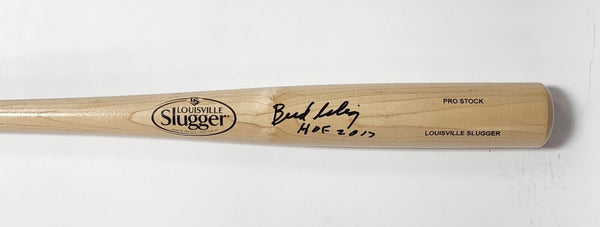 LOUISVILLE
Slugger
Bud Selig
HOF 2017
PRO STOCK
LOUISVILLE SLUGGER